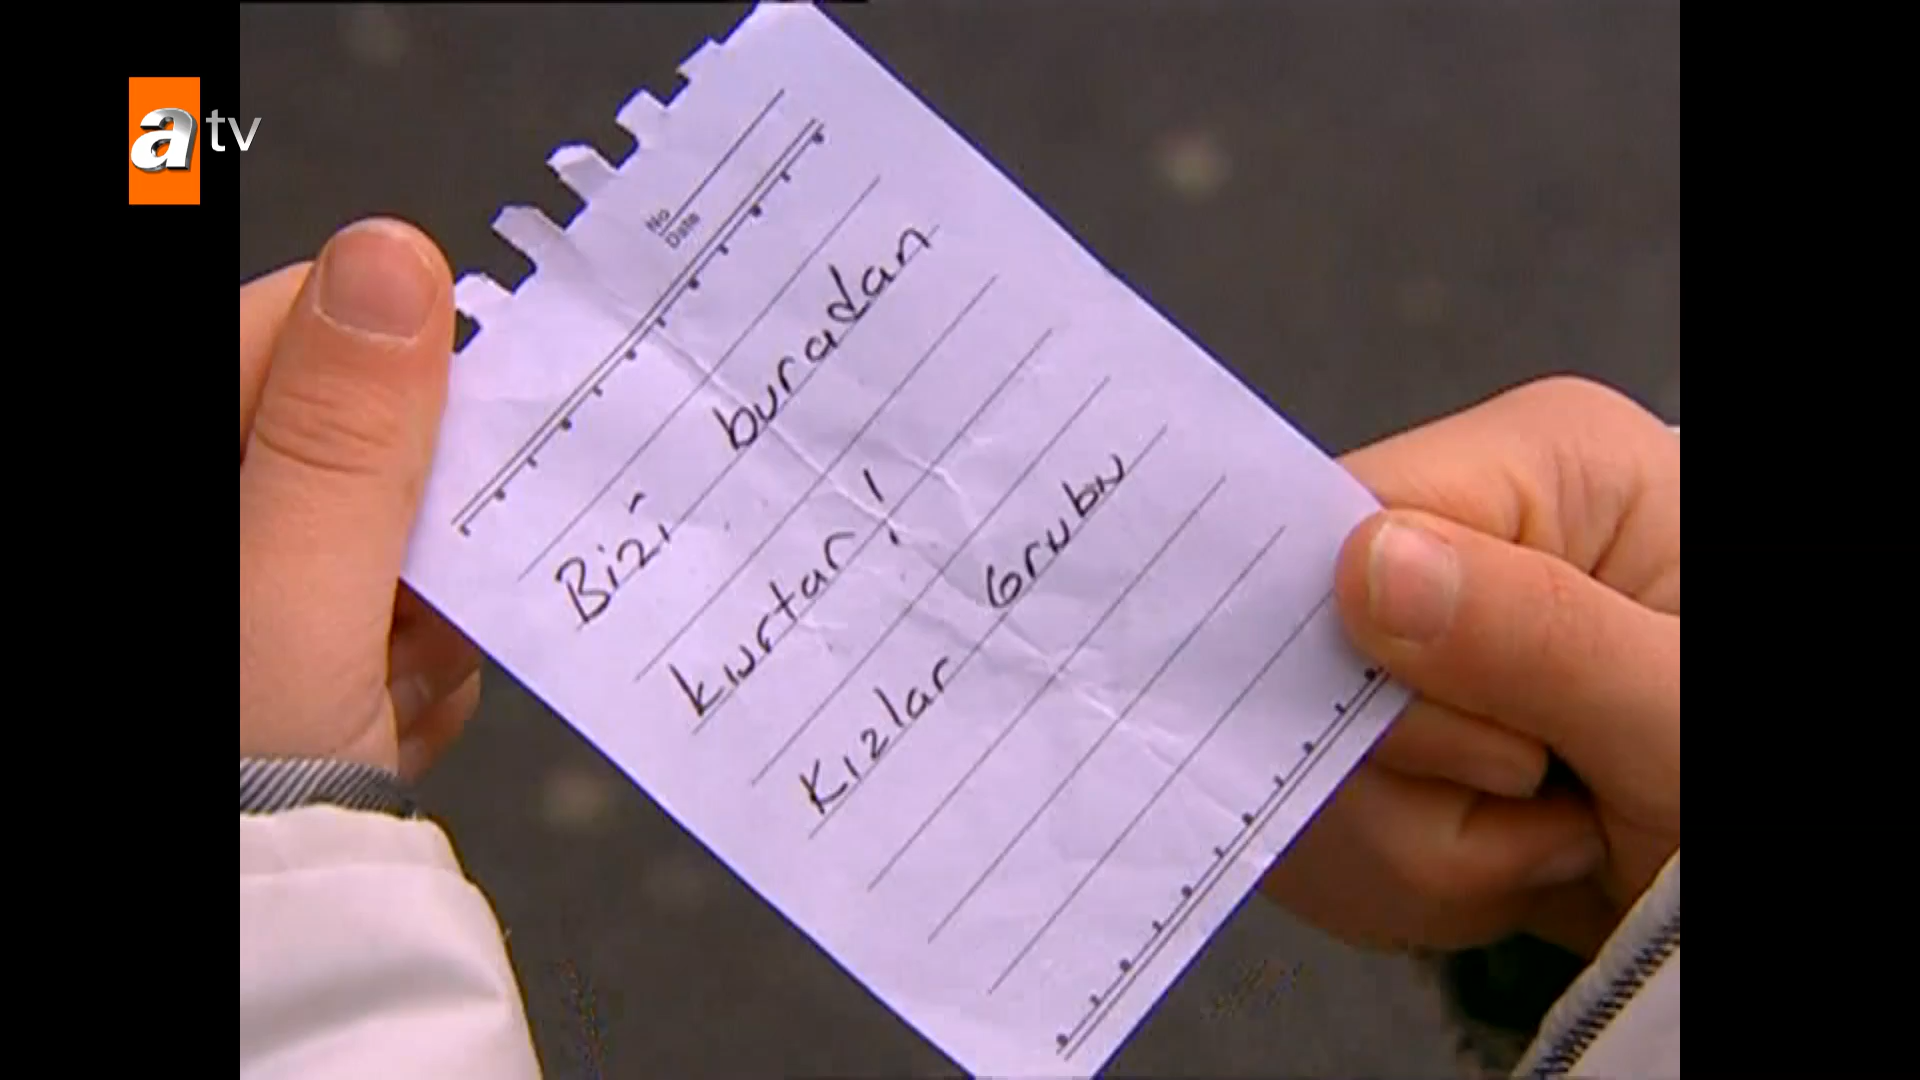 atv
No
Date
Bizi buradan
kurtar!
Kızlar Grubu